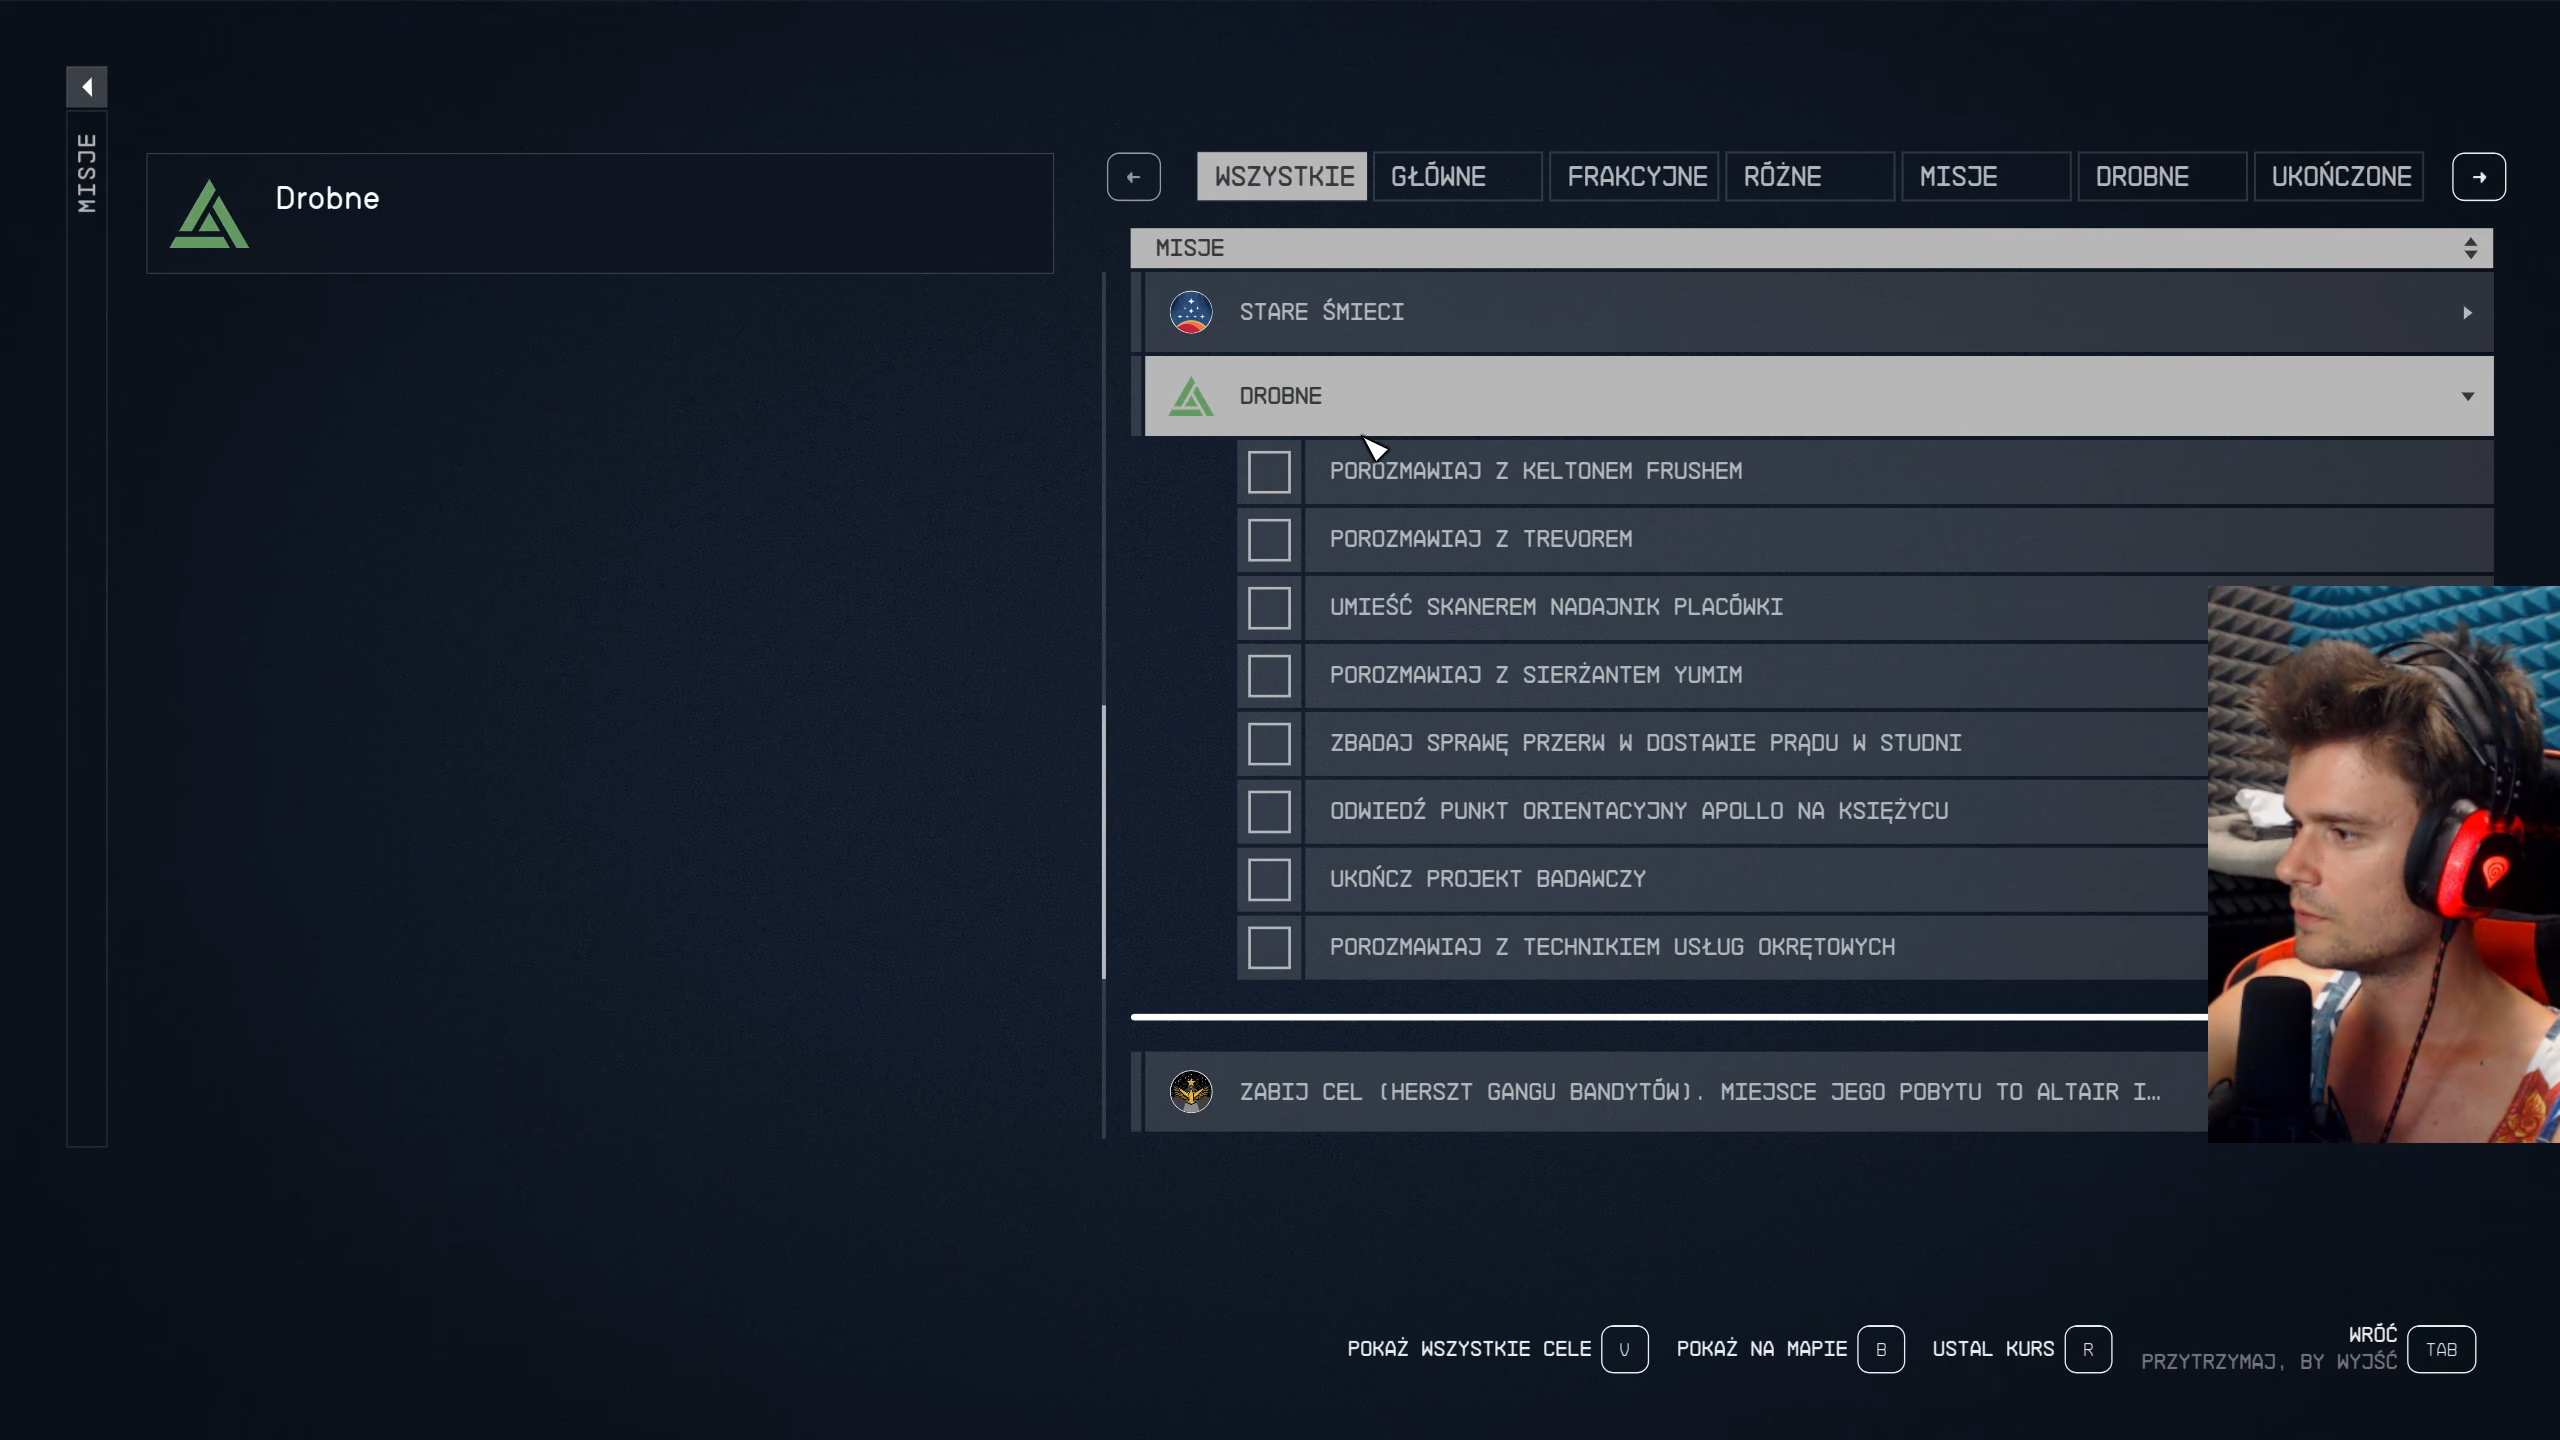 MISJE
Drobne
WSZYSTKIE
GŁÓWNE
FRAKCYJNE
RÓŻNE
MISJE
DROBNE
UKOŃCZONE
MISJE
STARE ŚMIECI
DROBNE
POROZMAWIAJ Z KELTONEM FRUSHEM
POROZMAWIAJ Z TREVOREM
UMIEŚĆ SKANEREM NADAJNIK PLACÓWKI
POROZMAWIAJ Z SIERŻANTEM YUMIM
ZBADAJ SPRAWĘ PRZERW W DOSTAWIE PRĄDU W STUDNI
ODWIEDŹ PUNKT ORIENTACYJNY APOLLO NA KSIĘŻYCU
UKOŃCZ PROJEKT BADAWCZY
POROZMAWIAJ Z TECHNIKIEM USŁUG OKRĘTOWYCH
ZABIJ CEL (HERSZT GANGU BANDYTÓW). MIEJSCE JEGO POBYTU TO ALTAIR I...
POKAŻ WSZYSTKIE CELE V
POKAŻ NA MAPIE B
USTAL KURS R
WRÓĆ
PRZYTRZYMAJ, BY WYJŚĆ
TAB